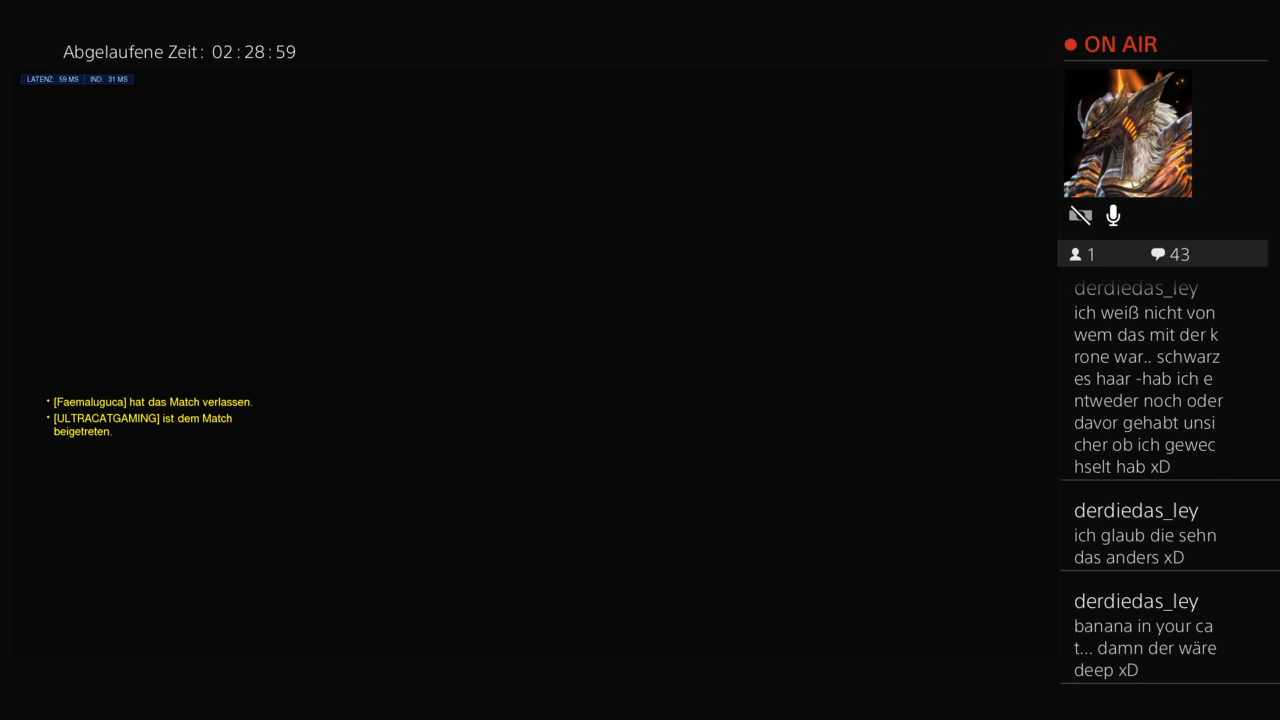 Abgelaufene Zeit: 02:28:59
ON AIR
LATENZ: 59 MS IND: 31 MS
1 43
derdiedas_ley
ich weiß nicht von
wem das mit der k
rone war.. schwarz
es haar -hab ich e
ntweder noch oder
davor gehabt unsi
cher ob ich gewec
hselt hab xD
• [Faemaluguca] hat das Match verlassen.
• [ULTRACATGAMING] ist dem Match
beigetreten.
derdiedas_ley
ich glaub die sehn
das anders xD
derdiedas_ley
banana in your ca
t... damn der wäre
deep xD